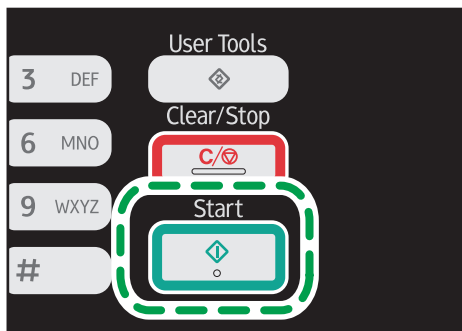 User Tools
3 DEF
Clear/Stop
6 MNO
C/
9 WXYZ
Start
#